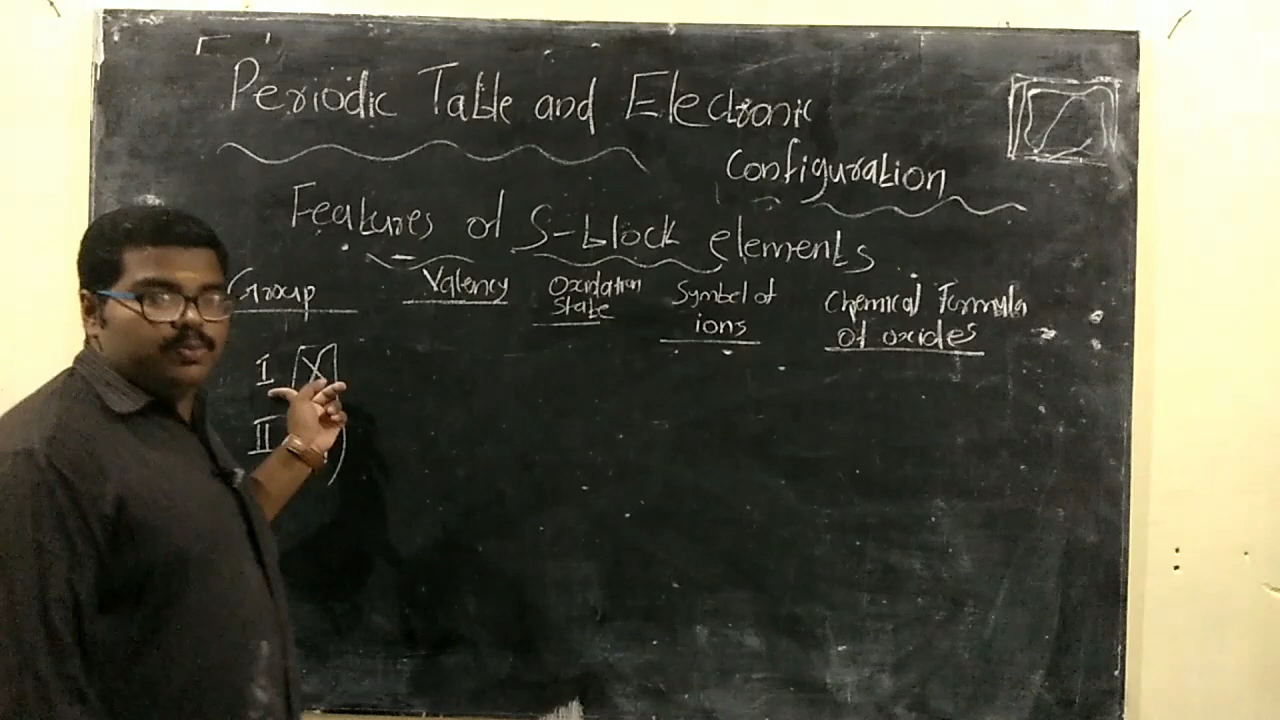 Periodic Table and Electronic
Configuration
Features of S-block elements
Group Valency Oxidation State Symbol of ions Chemical Formula of oxides
I X
II